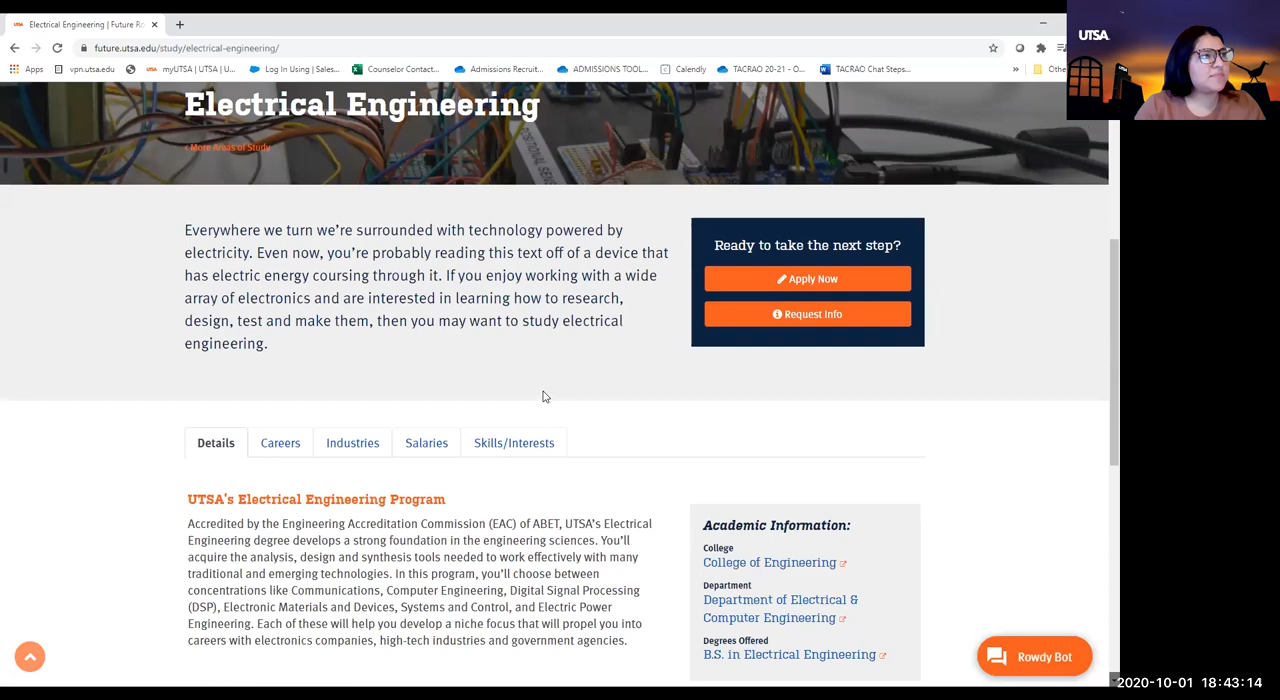 Electrical Engineering | Future Ro
future.utsa.edu/study/electrical-engineering/
Apps
vpn.utsa.edu
myUTSA | UTSA | U...
Log In Using | Sales...
Counselor Contact...
Admissions Recruit...
ADMISSIONS TOOL...
Calendly
TACRAO 20-21 - O...
TACRAO Chat Steps...
»
Othe
UTSA
Electrical Engineering
‹ More Areas of Study
Everywhere we turn we're surrounded with technology powered by
electricity. Even now, you're probably reading this text off of a device that
has electric energy coursing through it. If you enjoy working with a wide
array of electronics and are interested in learning how to research,
design, test and make them, then you may want to study electrical
engineering.
Ready to take the next step?
Apply Now
Request Info
Details
Careers
Industries
Salaries
Skills/Interests
UTSA's Electrical Engineering Program
Accredited by the Engineering Accreditation Commission (EAC) of ABET, UTSA's Electrical
Engineering degree develops a strong foundation in the engineering sciences. You'll
acquire the analysis, design and synthesis tools needed to work effectively with many
traditional and emerging technologies. In this program, you'll choose between
concentrations like Communications, Computer Engineering, Digital Signal Processing
(DSP), Electronic Materials and Devices, Systems and Control, and Electric Power
Engineering. Each of these will help you develop a niche focus that will propel you into
careers with electronics companies, high-tech industries and government agencies.
Academic Information:
College
College of Engineering
Department
Department of Electrical &
Computer Engineering
Degrees Offered
B.S. in Electrical Engineering
Rowdy Bot
2020-10-01 18:43:14